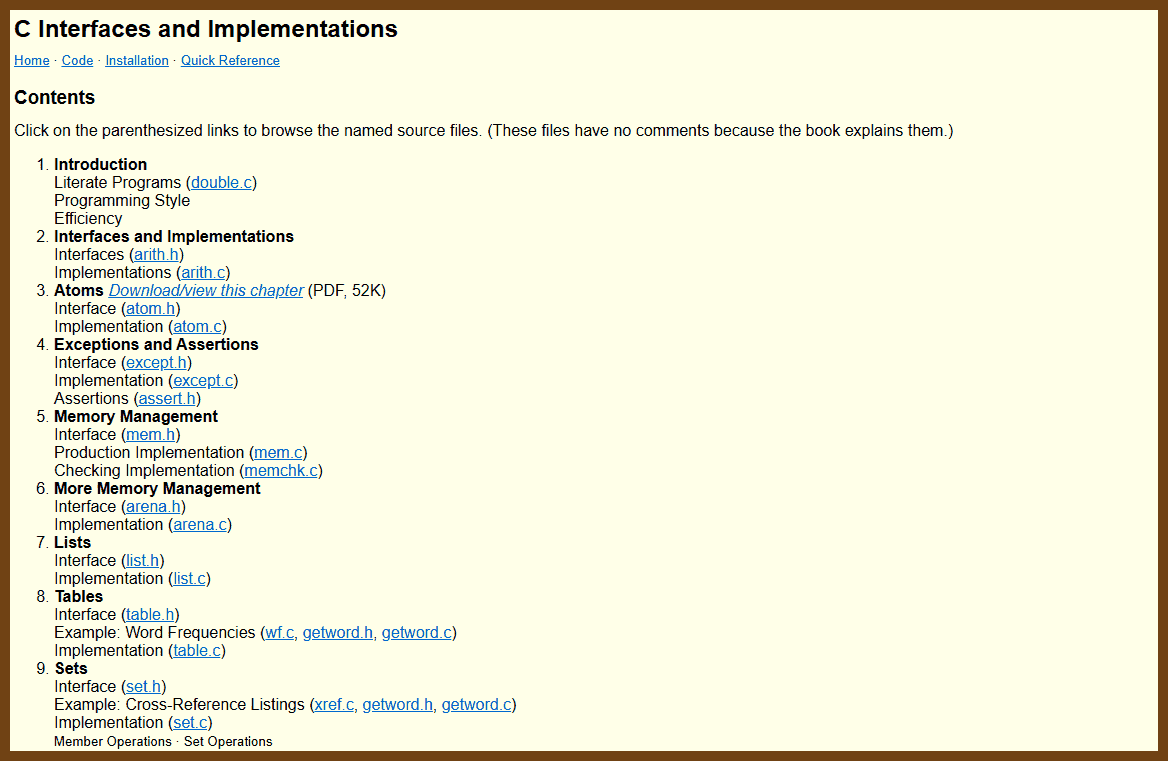 C Interfaces and Implementations
Home · Code · Installation · Quick Reference
Contents
Click on the parenthesized links to browse the named source files. (These files have no comments because the book explains them.)
1. Introduction
Literate Programs (double.c)
Programming Style
Efficiency
2. Interfaces and Implementations
Interfaces (arith.h)
Implementations (arith.c)
3. Atoms Download/view this chapter (PDF, 52K)
Interface (atom.h)
Implementation (atom.c)
4. Exceptions and Assertions
Interface (except.h)
Implementation (except.c)
Assertions (assert.h)
5. Memory Management
Interface (mem.h)
Production Implementation (mem.c)
Checking Implementation (memchk.c)
6. More Memory Management
Interface (arena.h)
Implementation (arena.c)
7. Lists
Interface (list.h)
Implementation (list.c)
8. Tables
Interface (table.h)
Example: Word Frequencies (wf.c, getword.h, getword.c)
Implementation (table.c)
9. Sets
Interface (set.h)
Example: Cross-Reference Listings (xref.c, getword.h, getword.c)
Implementation (set.c)
Member Operations · Set Operations